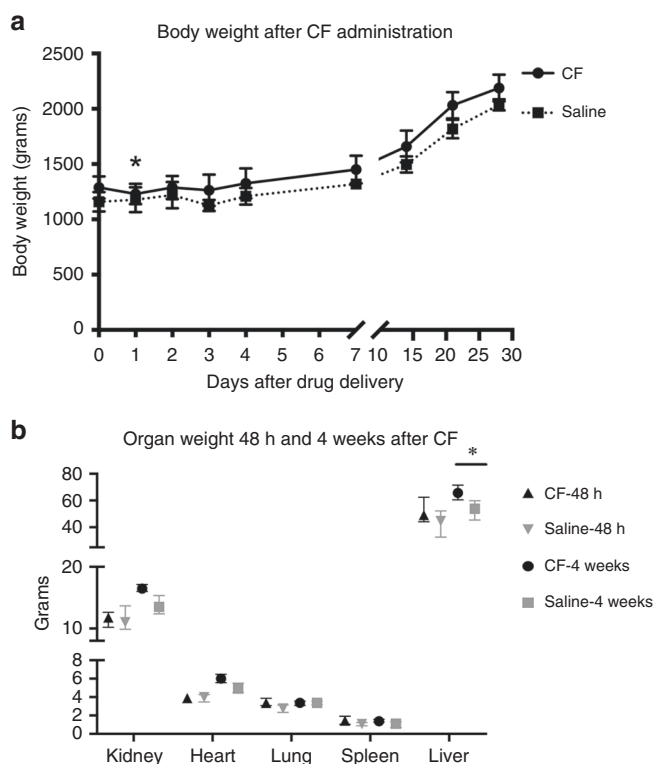 a
Body weight after CF administration
2500
2000
1500
1000
500
0
Body weight (grams)
*
CF
Saline
0 1 2 3 4 5 6 7 10 15 20 25 30
Days after drug delivery
b
Organ weight 48 h and 4 weeks after CF
*
80
60
40
20
10
8
6
4
2
0
Grams
CF-48 h
Saline-48 h
CF-4 weeks
Saline-4 weeks
Kidney Heart Lung Spleen Liver